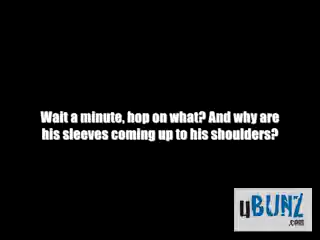 Wait a minute, hop on what? And why are
his sleeves coming up to his shoulders?
uBUNZ
.com